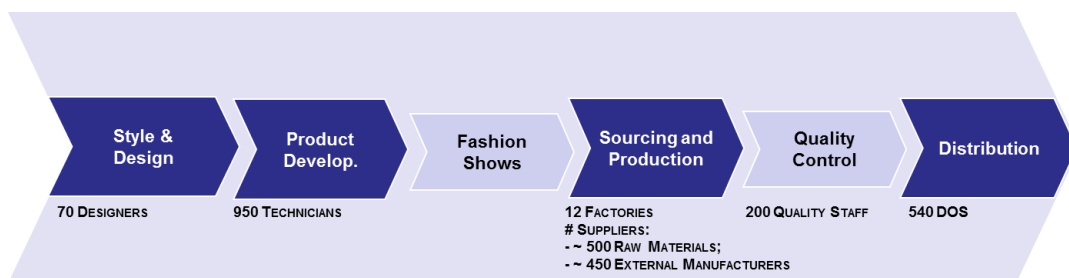 Style &
Design
Product
Develop.
Fashion
Shows
Sourcing and
Production
Quality
Control
Distribution
70 DESIGNERS
950 TECHNICIANS
12 FACTORIES
# SUPPLIERS:
- ~ 500 RAW MATERIALS;
- ~ 450 EXTERNAL MANUFACTURERS
200 QUALITY STAFF
540 DOS